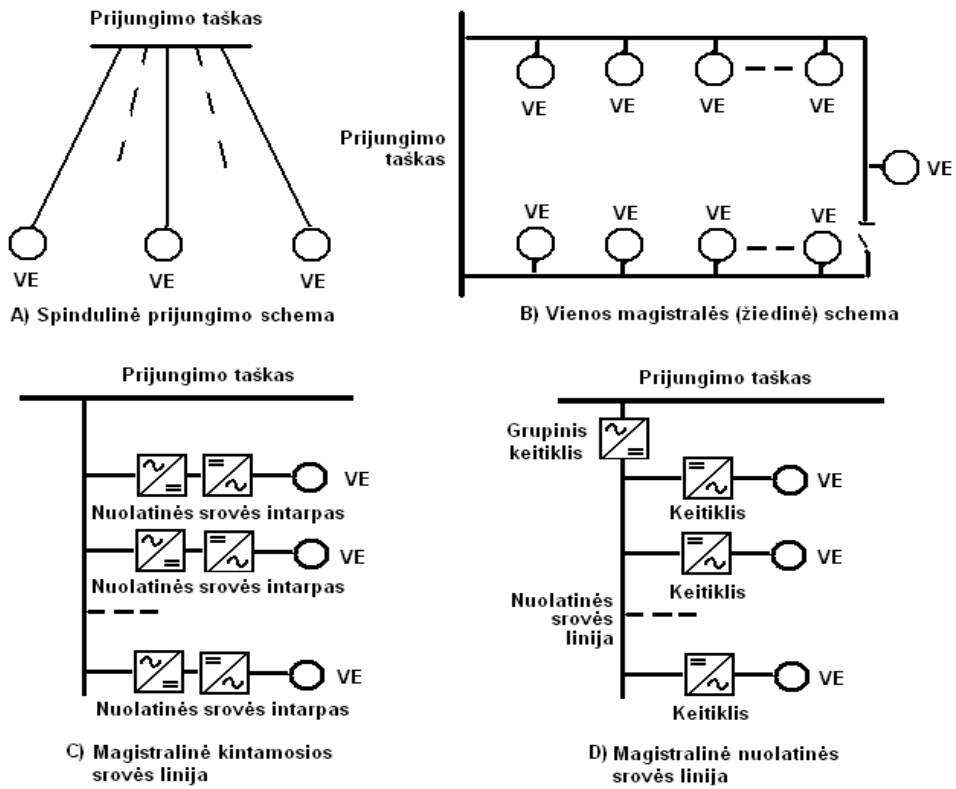 Prijungimo taškas
VE
VE
VE
A) Spindulinė prijungimo schema
VE
VE
VE
VE
Prijungimo
taškas
VE
VE
VE
VE
VE
B) Vienos magistralės (žiedinė) schema
Prijungimo taškas
VE
Nuolatinės srovės intarpas
VE
Nuolatinės srovės intarpas
VE
Nuolatinės srovės intarpas
C) Magistralinė kintamosios
srovės linija
Prijungimo taškas
Grupinis
keitiklis
VE
Keitiklis
VE
Keitiklis
Nuolatinės
srovės
linija
VE
Keitiklis
D) Magistralinė nuolatinės
srovės linija